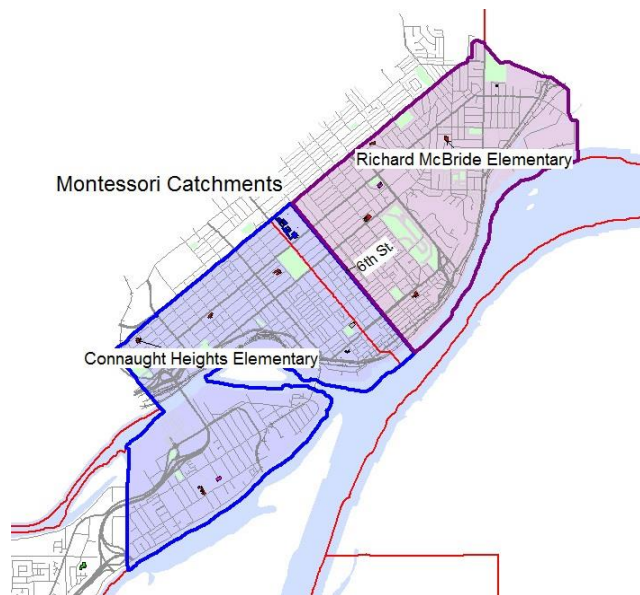 Richard McBride Elementary
Montessori Catchments
6th St.
Connaught Heights Elementary